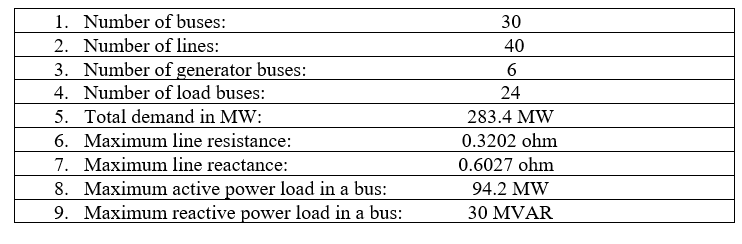 1. Number of buses: 30
2. Number of lines: 40
3. Number of generator buses: 6
4. Number of load buses: 24
5. Total demand in MW: 283.4 MW
6. Maximum line resistance: 0.3202 ohm
7. Maximum line reactance: 0.6027 ohm
8. Maximum active power load in a bus: 94.2 MW
9. Maximum reactive power load in a bus: 30 MVAR